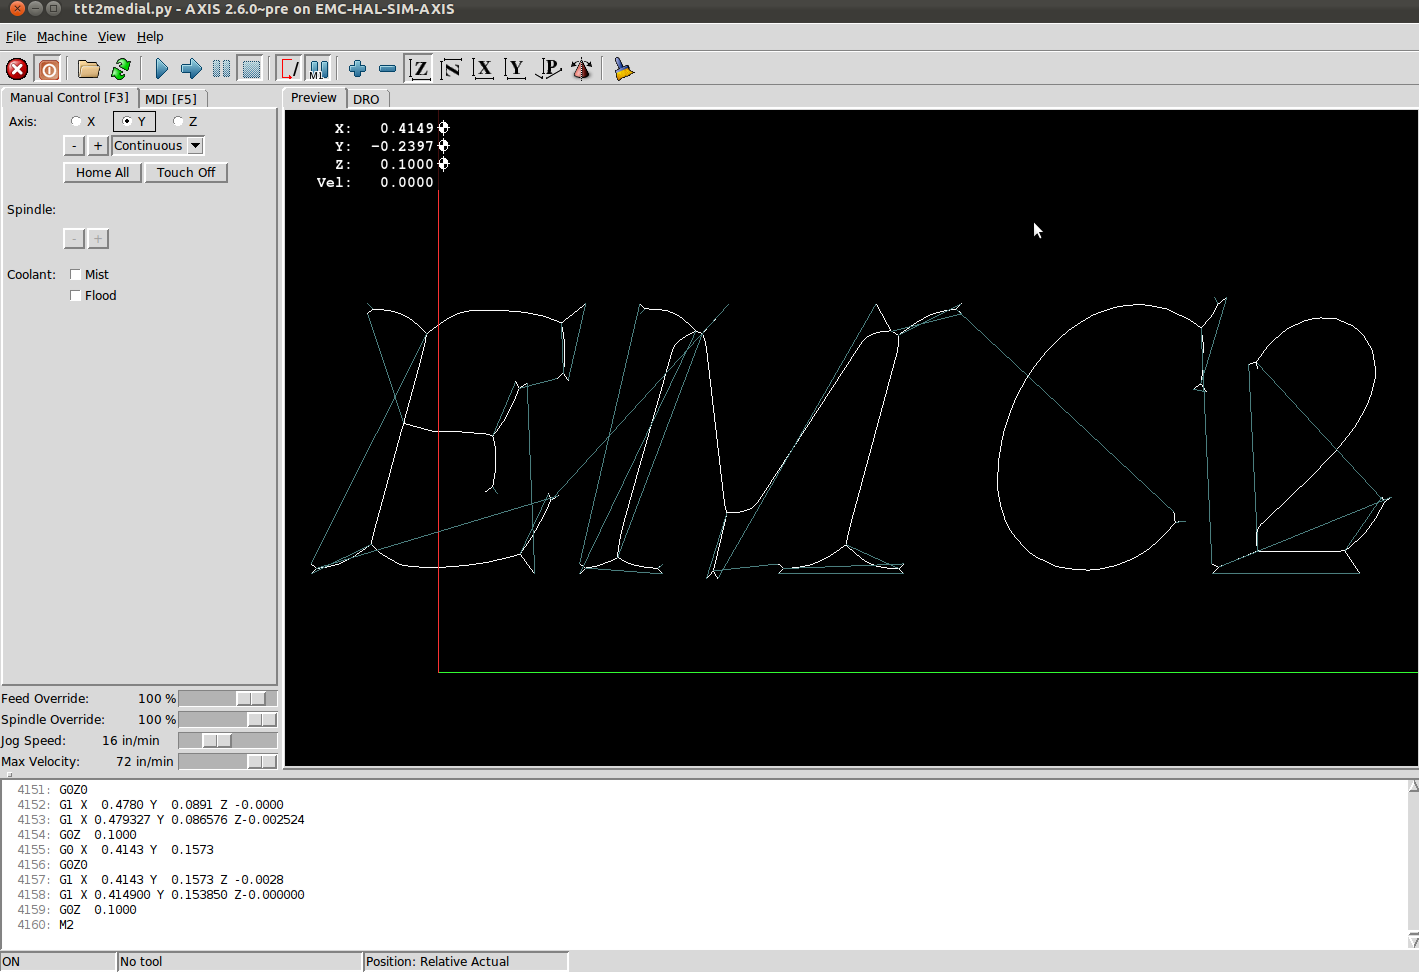 ttt2medial.py - AXIS 2.6.0~pre on EMC-HAL-SIM-AXIS
File Machine View Help
Z N X Y P
M1
Manual Control [F3] MDI [F5]
Preview DRO
Axis: X Y Z
- + Continuous
Home All Touch Off
Spindle:
- +
Coolant: Mist
Flood
X: 0.4149
Y: -0.2397
Z: 0.1000
Vel: 0.0000
EMC2
Feed Override: 100 %
Spindle Override: 100 %
Jog Speed: 16 in/min
Max Velocity: 72 in/min
4151: G0Z0
4152: G1 X 0.4780 Y 0.0891 Z -0.0000
4153: G1 X 0.479327 Y 0.086576 Z-0.002524
4154: G0Z 0.1000
4155: G0 X 0.4143 Y 0.1573
4156: G0Z0
4157: G1 X 0.4143 Y 0.1573 Z -0.0028
4158: G1 X 0.414900 Y 0.153850 Z-0.000000
4159: G0Z 0.1000
4160: M2
ON No tool Position: Relative Actual